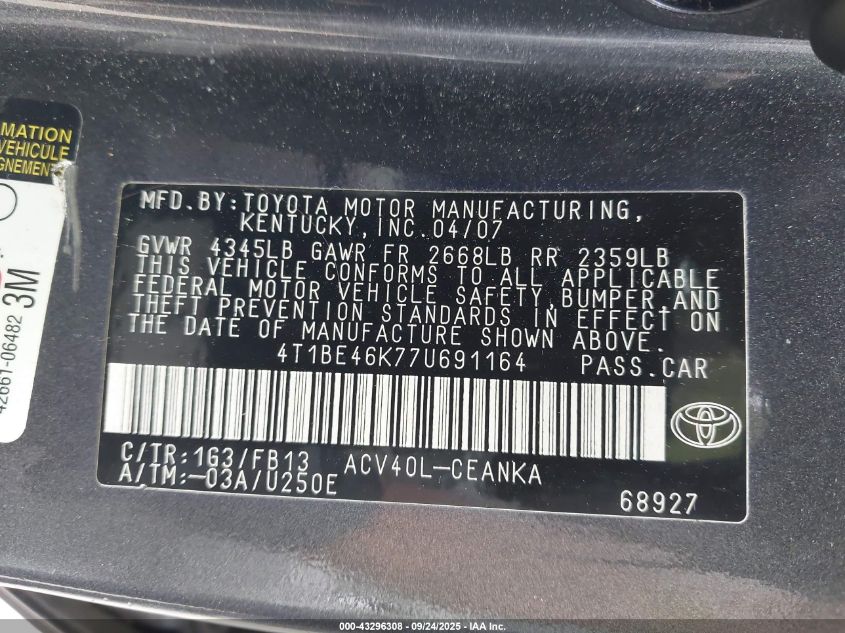 MATION
VEHICULE
GNEMENT
42661-06482 3M
MFD.BY:TOYOTA MOTOR MANUFACTURING,
KENTUCKY,INC.04/07
GVWR 4345LB GAWR FR 2668LB RR 2359LB
THIS VEHICLE CONFORMS TO ALL APPLICABLE
FEDERAL MOTOR VEHICLE SAFETY,BUMPER,AND
THEFT PREVENTION STANDARDS IN EFFECT ON
THE DATE OF MANUFACTURE SHOWN ABOVE.
4T1BE46K77U691164 PASS.CAR
C/TR:1G3/FB13 ACV40L-CEANKA
A/TM:-03A/U250E
68927
000-43296308 - 09/24/2025 - IAAI, Inc.